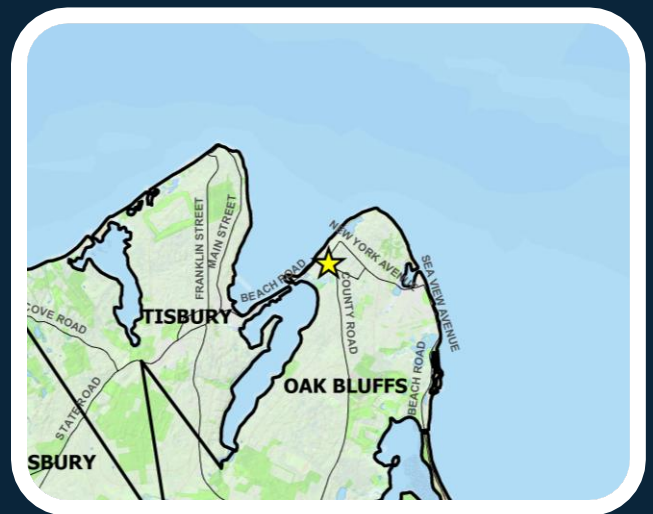 FRANKLIN STREET
MAIN STREET
NEW YORK AVENUE
SEA VIEW AVENUE
BEACH ROAD
COUNTY ROAD
COVE ROAD
TISBURY
STATE ROAD
OAK BLUFFS
BEACH ROAD
SBURY